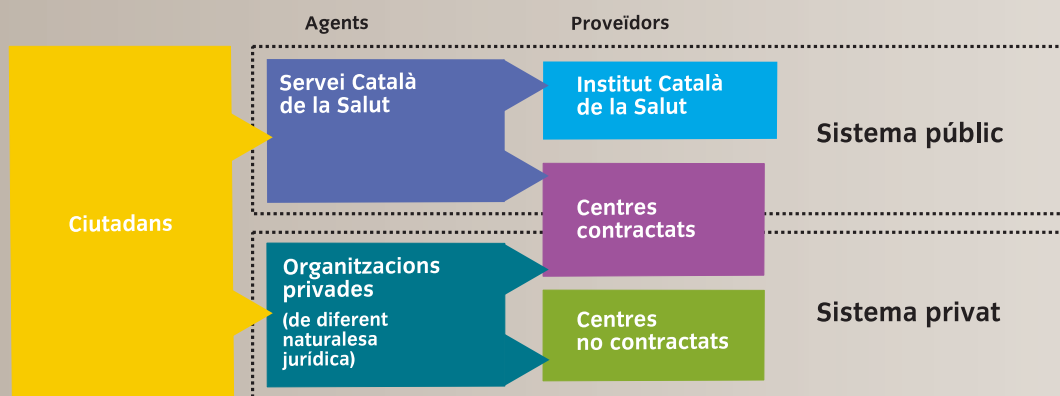 Agents
Proveïdors
Ciutadans
Servei Català
de la Salut
Institut Català
de la Salut
Sistema públic
Centres
contractats
Organitzacions
privades
(de diferent
naturalesa
jurídica)
Centres
no contractats
Sistema privat